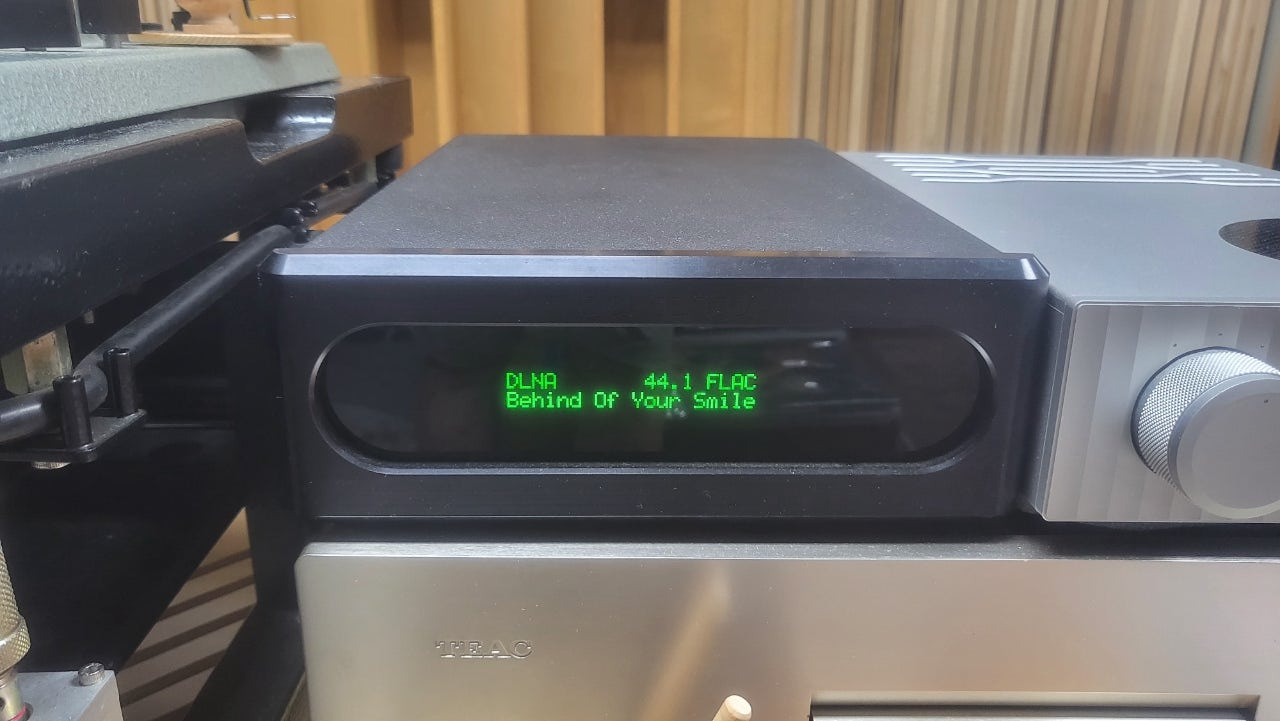 DLNA 44.1 FLAC
Behind Of Your Smile
TEAC